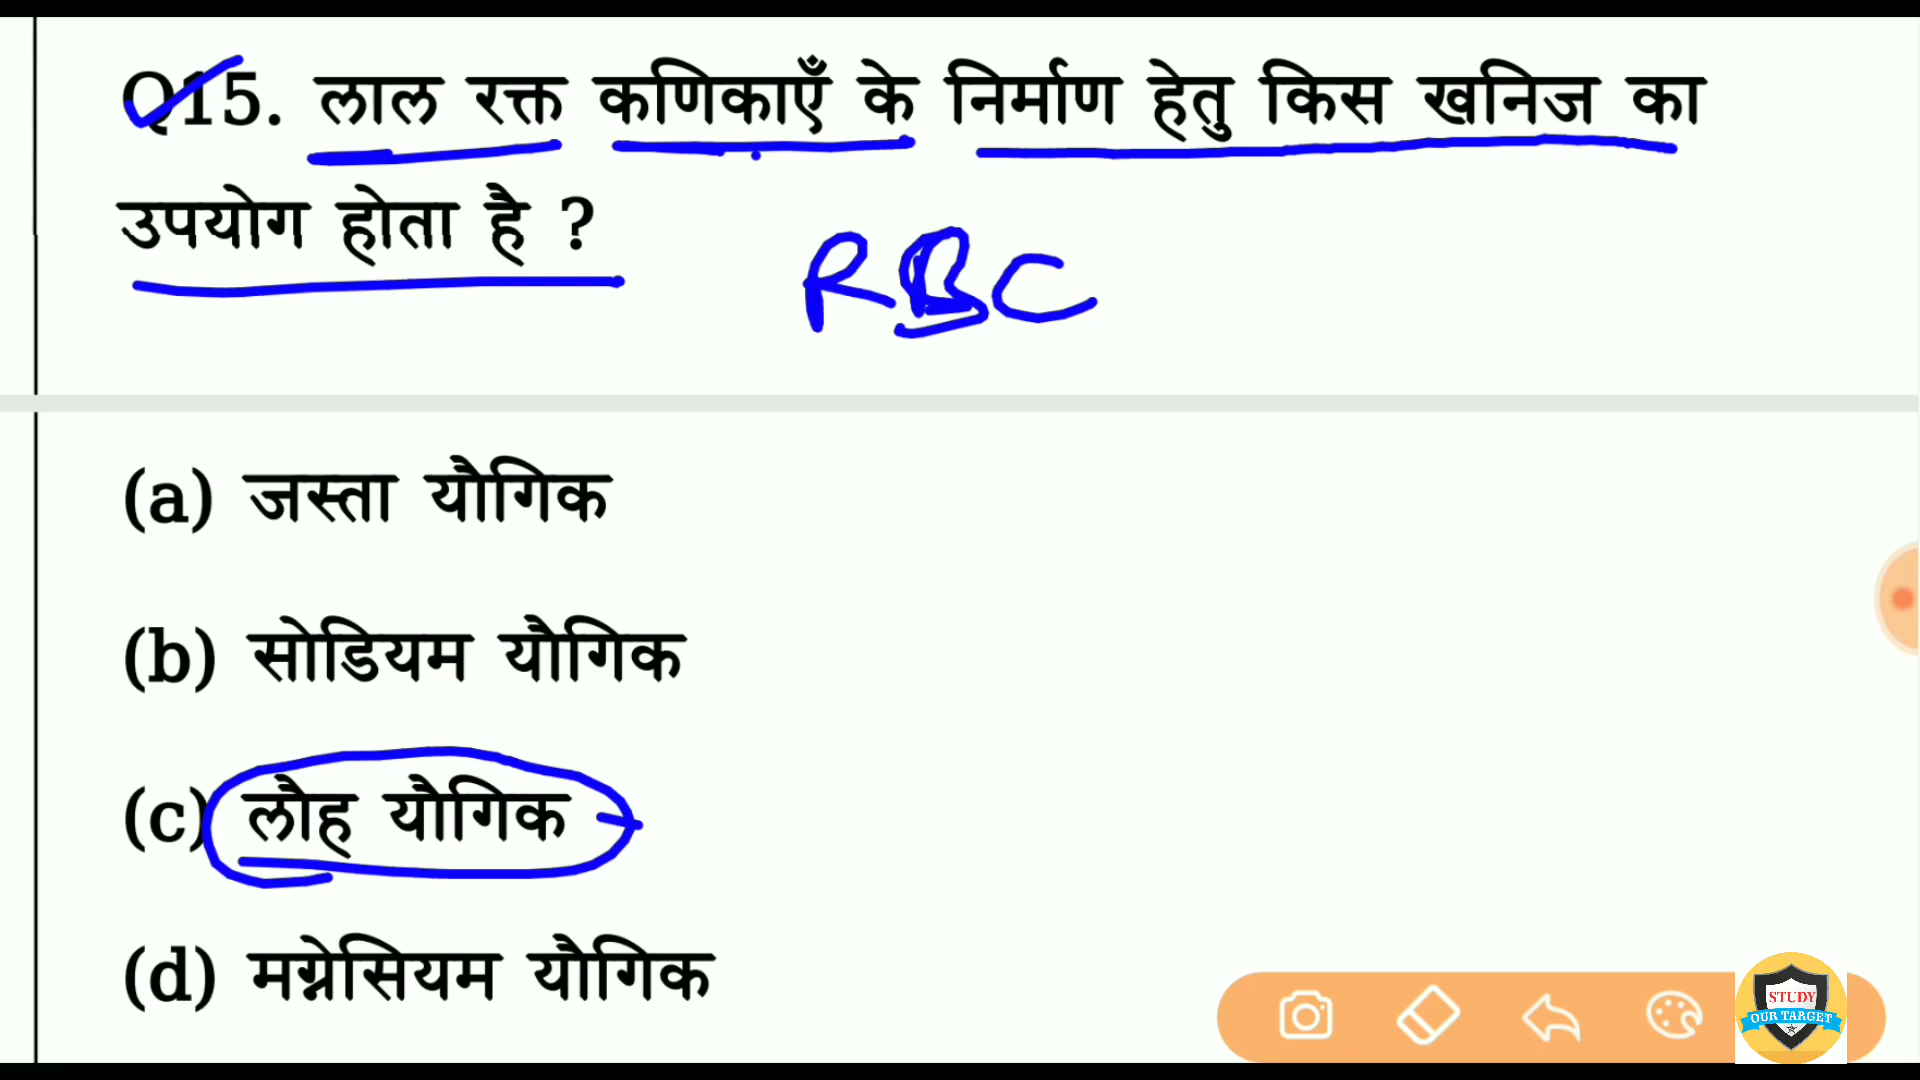 Q15. लाल रक्त कणिकाएँ के निर्माण हेतु किस खनिज का
उपयोग होता है ?
RBC
(a) जस्ता यौगिक
(b) सोडियम यौगिक
(c) लौह यौगिक
(d) मग्नेसियम यौगिक
STUDY
OUR TARGET